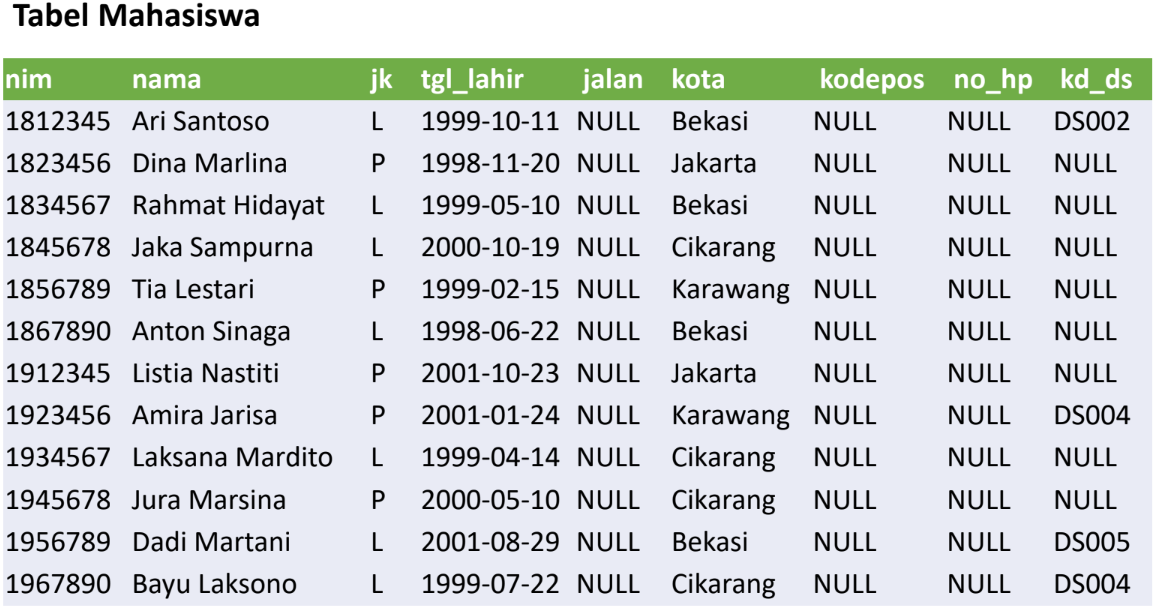 Tabel Mahasiswa
nim nama jk tgl_lahir jalan kota kodepos no_hp kd_ds
1812345 Ari Santoso L 1999-10-11 NULL Bekasi NULL NULL DS002
1823456 Dina Marlina P 1998-11-20 NULL Jakarta NULL NULL NULL
1834567 Rahmat Hidayat L 1999-05-10 NULL Bekasi NULL NULL NULL
1845678 Jaka Sampurna L 2000-10-19 NULL Cikarang NULL NULL NULL
1856789 Tia Lestari P 1999-02-15 NULL Karawang NULL NULL NULL
1867890 Anton Sinaga L 1998-06-22 NULL Bekasi NULL NULL NULL
1912345 Listia Nastiti P 2001-10-23 NULL Jakarta NULL NULL NULL
1923456 Amira Jarisa P 2001-01-24 NULL Karawang NULL NULL DS004
1934567 Laksana Mardito L 1999-04-14 NULL Cikarang NULL NULL NULL
1945678 Jura Marsina P 2000-05-10 NULL Cikarang NULL NULL NULL
1956789 Dadi Martani L 2001-08-29 NULL Bekasi NULL NULL DS005
1967890 Bayu Laksono L 1999-07-22 NULL Cikarang NULL NULL DS004